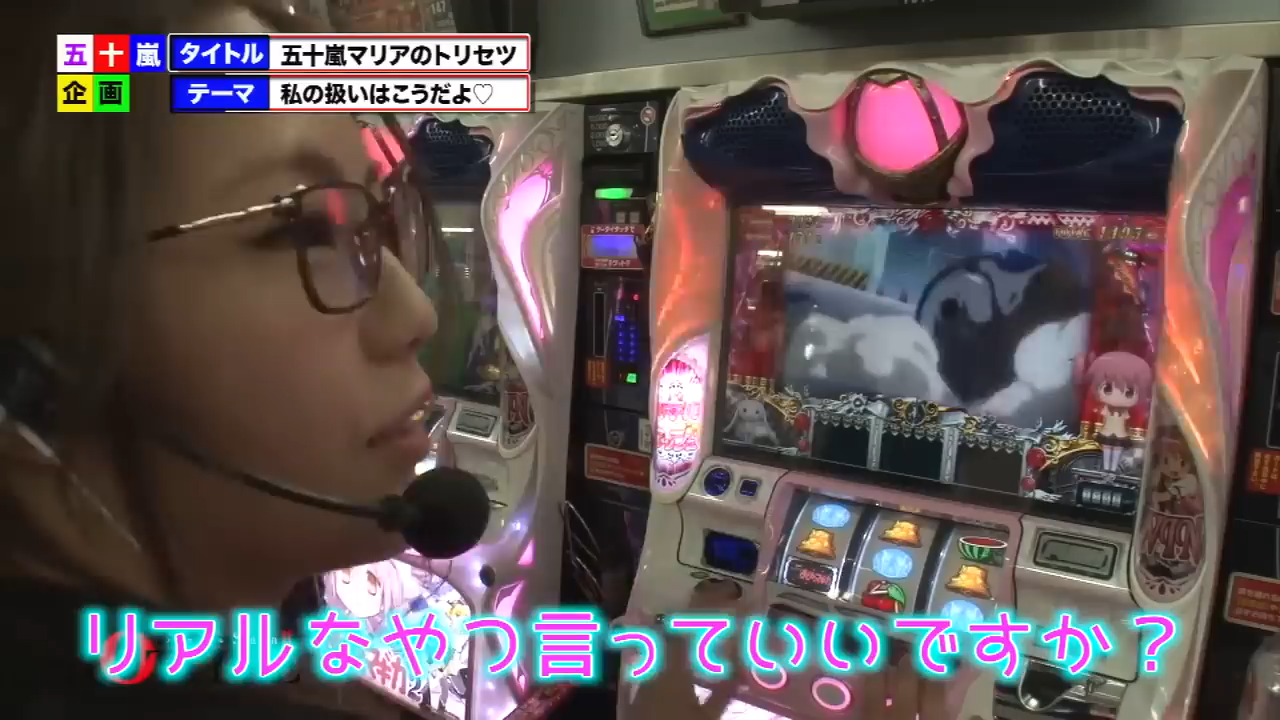 五十嵐 タイトル 五十嵐マリアのトリセツ
企画 テーマ 私の扱いはこうだよ♡
リアルなやつ言っていいですか？